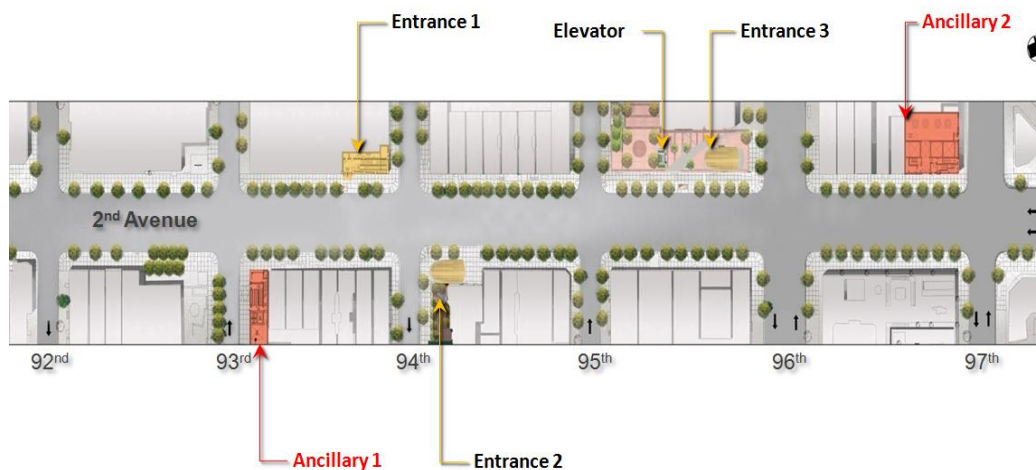 Entrance 1
Elevator
Entrance 3
Ancillary 2
2nd Avenue
92nd
93rd
94th
95th
96th
97th
Ancillary 1
Entrance 2